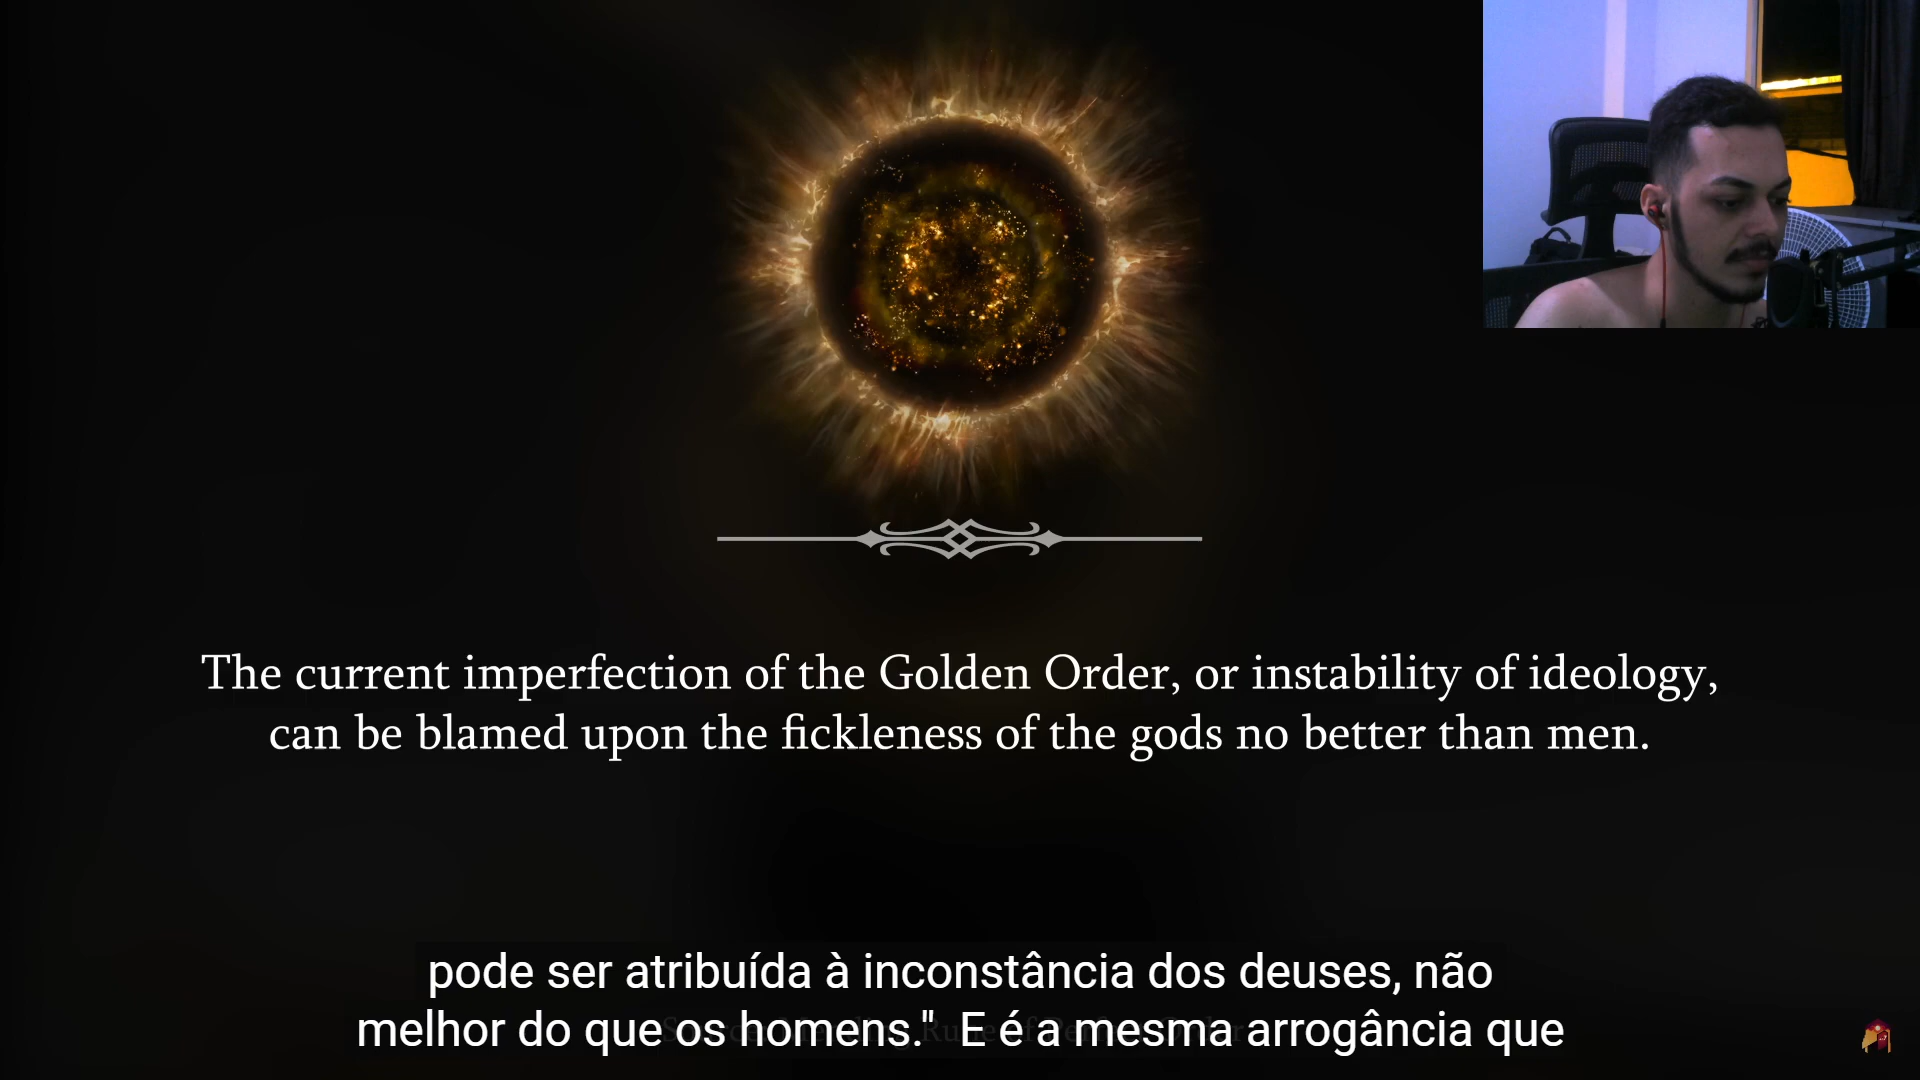 The current imperfection of the Golden Order, or instability of ideology,
can be blamed upon the fickleness of the gods no better than men.
pode ser atribuída à inconstância dos deuses, não
melhor do que os homens." E é a mesma arrogância que